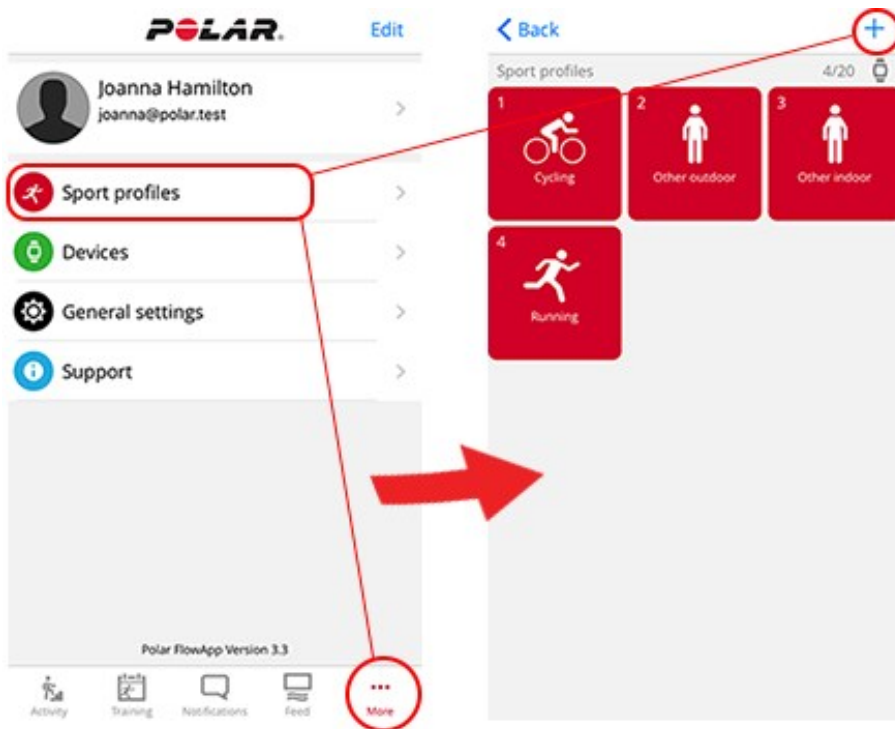 POLAR.
Edit
Joanna Hamilton
joanna@polar.test
Sport profiles
Devices
General settings
Support
Polar FlowApp Version 3.3
Activity
Training
Notifications
Feed
More
Back
Sport profiles 4/20
1
Cycling
2
Other outdoor
3
Other indoor
4
Running